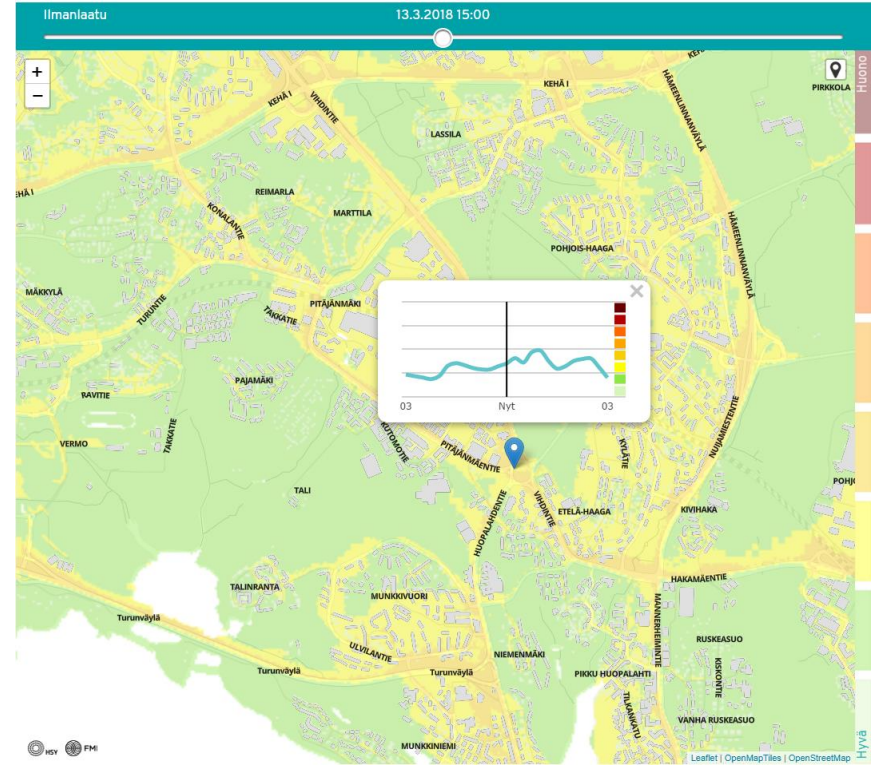 Ilmanlaatu
13.3.2018 15:00
+
−
KEHÄ I
PIRKKOLA
Huono
KEHÄ I
VIHDINTIE
HÄMEENLINNANVÄYLÄ
LASSILA
REIMARLA
KONALANTIE
MARTTILA
HÄMEENLINNANVÄYLÄ
POHJOIS-HAAGA
MÄKKYLÄ
TURUNTIE
TAKKATIE
PITÄJÄNMÄKI
03
Nyt
03
PAJAMÄKI
RAVITIE
VERMO
TAKKATIE
KUTOMOTIE
PITÄJÄNMÄENTIE
KYLÄTIE
NUIJAMIESTENTIE
TALI
HUOPALAHDENTIE
VIHDINTIE
ETELÄ-HAAGA
KIVIHAKA
HAKAMÄENTIE
TALINRANTA
MUNKKIVUORI
Turunväylä
MANNERHEIMINTIE
RUSKEASUO
ULVILANTIE
NIEMENMÄKI
Turunväylä
Turunväylä
PIKKU HUOPALAHTI
KISKONTIE
TILKANKATU
VANHA RUSKEASUO
MUNKKINIEMI
Hyvä
HSY FMI
Leaflet | OpenMapTiles | OpenStreetMap